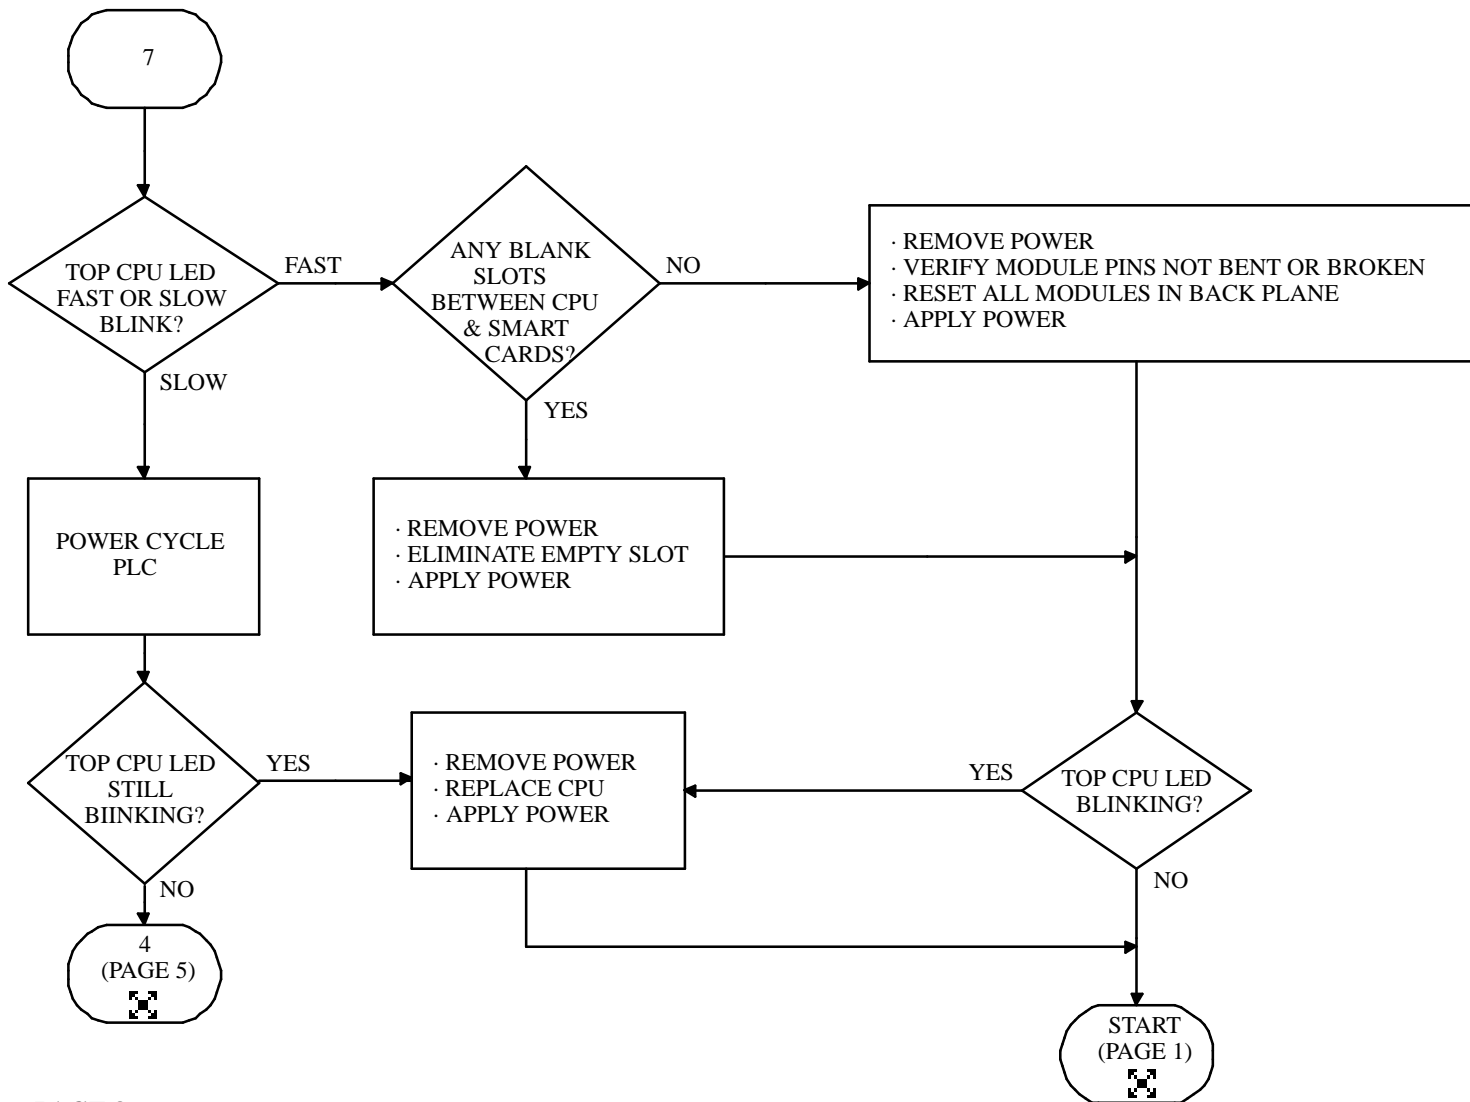 7
TOP CPU LED
FAST OR SLOW
BLINK?
FAST
SLOW
ANY BLANK
SLOTS
BETWEEN CPU
& SMART
CARDS?
NO
YES
· REMOVE POWER
· VERIFY MODULE PINS NOT BENT OR BROKEN
· RESET ALL MODULES IN BACK PLANE
· APPLY POWER
POWER CYCLE
PLC
· REMOVE POWER
· ELIMINATE EMPTY SLOT
· APPLY POWER
TOP CPU LED
STILL
BIINKING?
YES
NO
· REMOVE POWER
· REPLACE CPU
· APPLY POWER
YES
TOP CPU LED
BLINKING?
NO
4
(PAGE 5)
START
(PAGE 1)